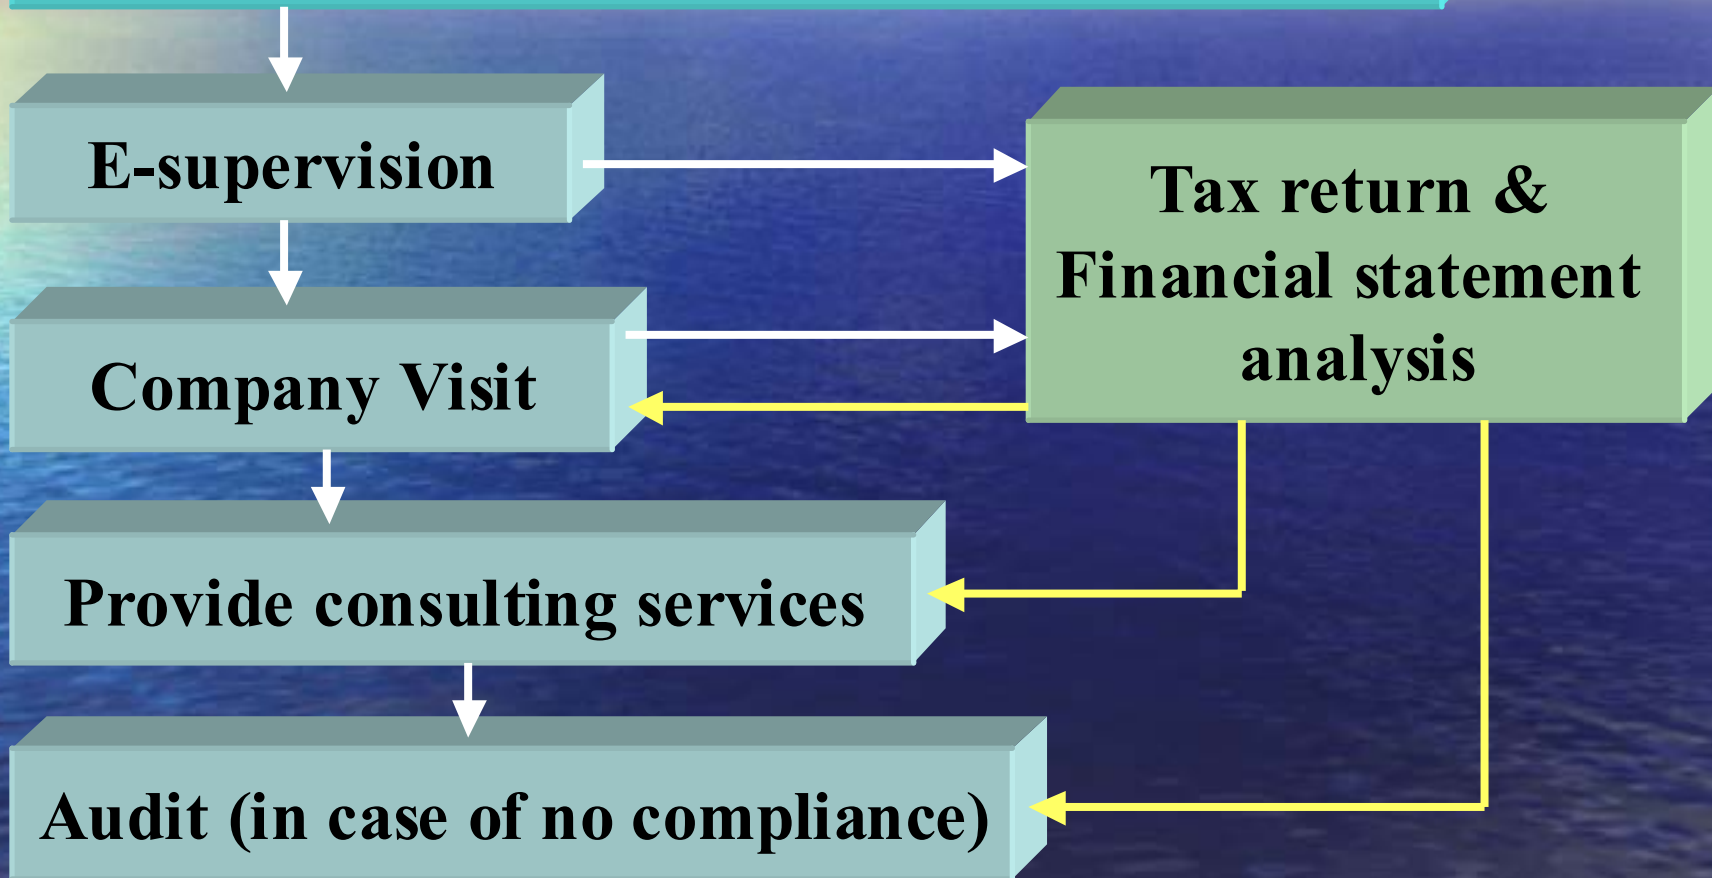 E-supervision
Tax return &
Financial statement
analysis
Company Visit
Provide consulting services
Audit (in case of no compliance)